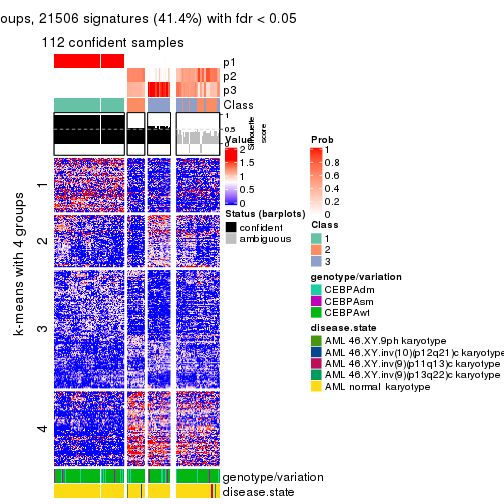 oups, 21506 signatures (41.4%) with fdr < 0.05
112 confident samples
p1
p2
p3
Class
1
0.5
0
Silhouette
score
Value
2
1.5
1
0.5
0
Prob
1
0.8
0.6
0.4
0.2
0
Status (barplots)
confident
ambiguous
Class
1
2
3
genotype/variation
CEBPAdm
CEBPAsm
CEBPAwt
disease.state
AML 46.XY.9ph karyotype
AML 46.XY.inv(10)(p12q21)c karyotype
AML 46.XY.inv(9)(p11q13)c karyotype
AML 46.XY.inv(9)(p13q22)c karyotype
AML normal karyotype
k-means with 4 groups
1
2
3
4
genotype/variation
disease.state